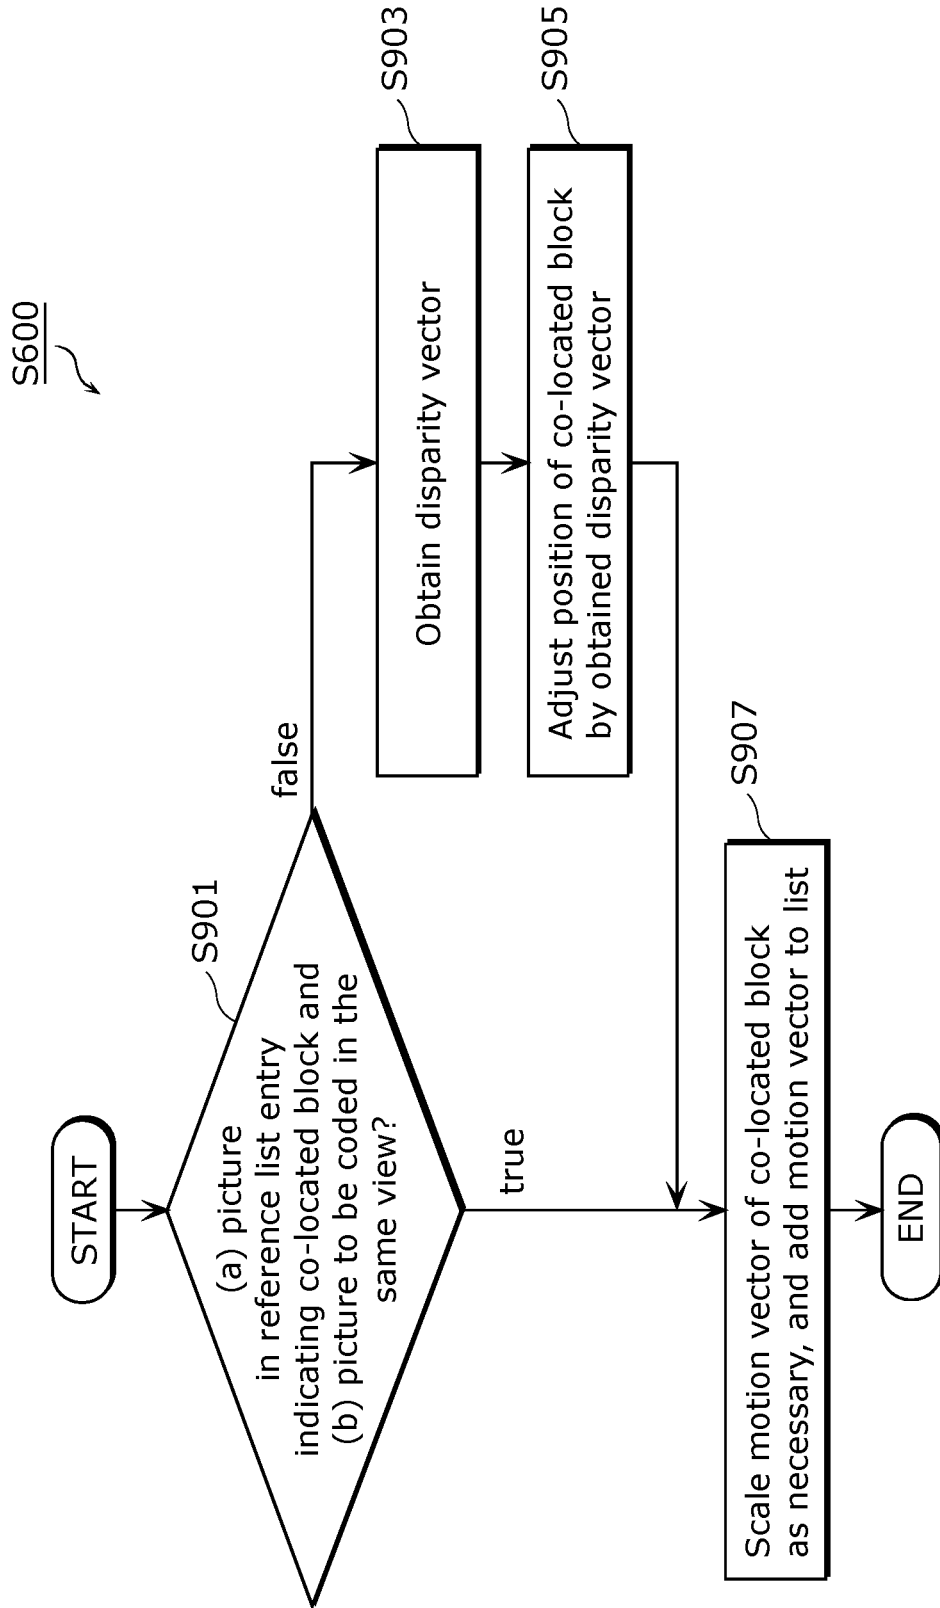 S600
START
S901
(a) picture
in reference list entry
indicating co-located block and
(b) picture to be coded in the
same view?
false
true
S903
Obtain disparity vector
S905
Adjust position of co-located block
by obtained disparity vector
S907
Scale motion vector of co-located block
as necessary, and add motion vector to list
END